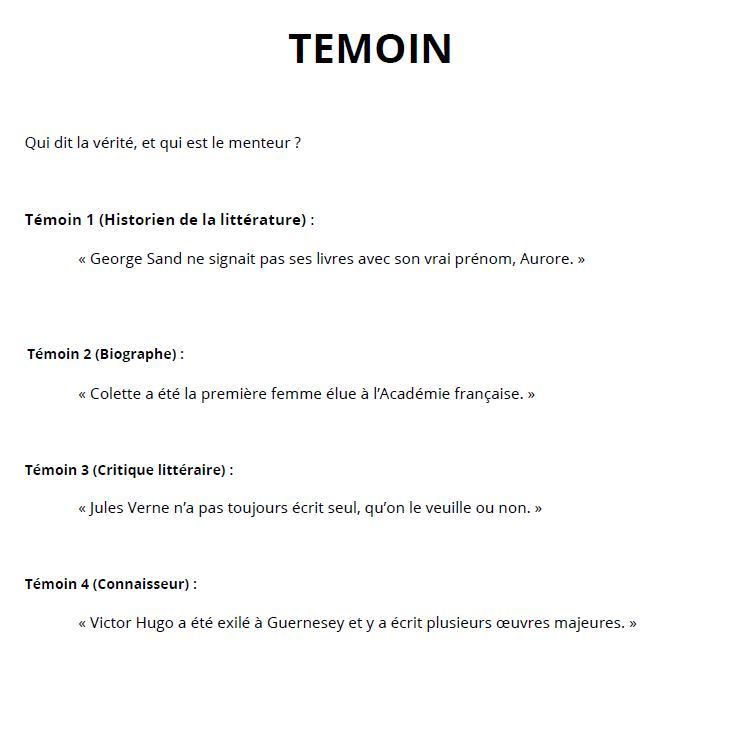 TEMOIN
Qui dit la vérité, et qui est le menteur ?
Témoin 1 (Historien de la littérature) :
« George Sand ne signait pas ses livres avec son vrai prénom, Aurore. »
Témoin 2 (Biographe) :
« Colette a été la première femme élue à l’Académie française. »
Témoin 3 (Critique littéraire) :
« Jules Verne n’a pas toujours écrit seul, qu’on le veuille ou non. »
Témoin 4 (Connaisseur) :
« Victor Hugo a été exilé à Guernesey et y a écrit plusieurs œuvres majeures. »